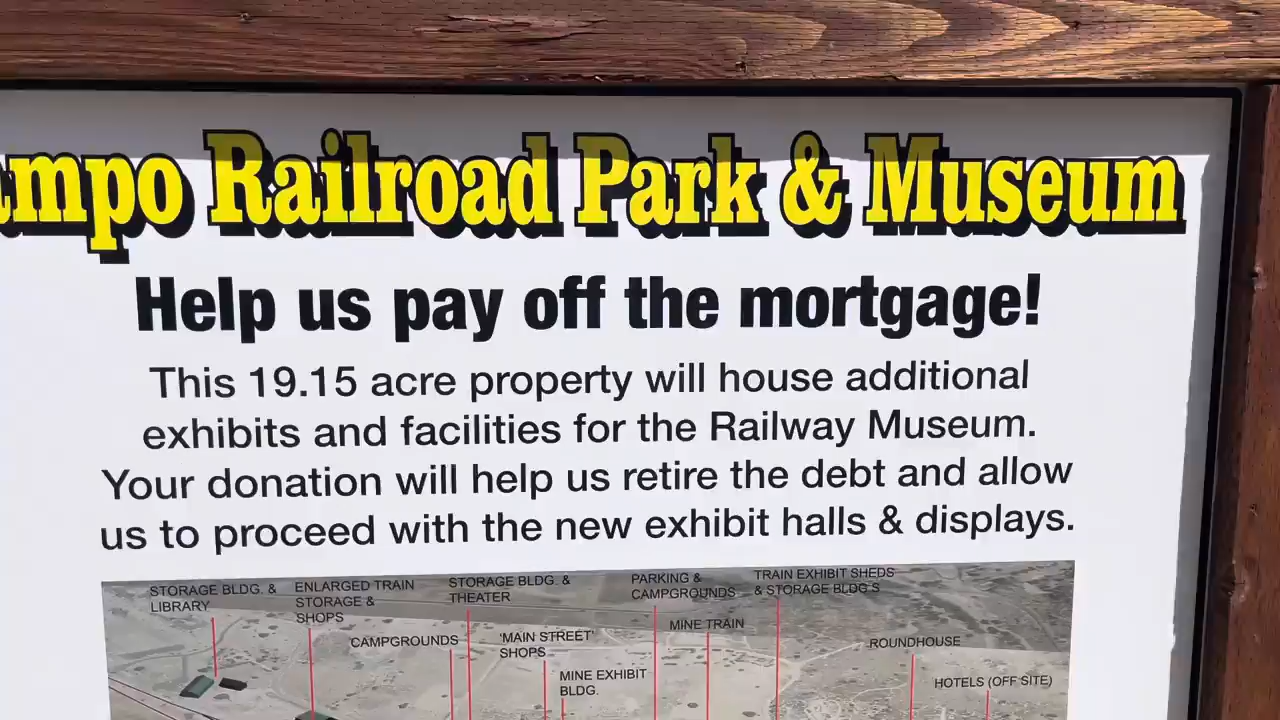 ampo Railroad Park & Museum
Help us pay off the mortgage!
This 19.15 acre property will house additional
exhibits and facilities for the Railway Museum.
Your donation will help us retire the debt and allow
us to proceed with the new exhibit halls & displays.
STORAGE BLDG. &
LIBRARY
ENLARGED TRAIN
STORAGE &
SHOPS
STORAGE BLDG. &
THEATER
PARKING &
CAMPGROUNDS
TRAIN EXHIBIT SHEDS
& STORAGE BLDG'S
CAMPGROUNDS
'MAIN STREET'
SHOPS
MINE TRAIN
ROUNDHOUSE
MINE EXHIBIT
BLDG.
HOTELS (OFF SITE)